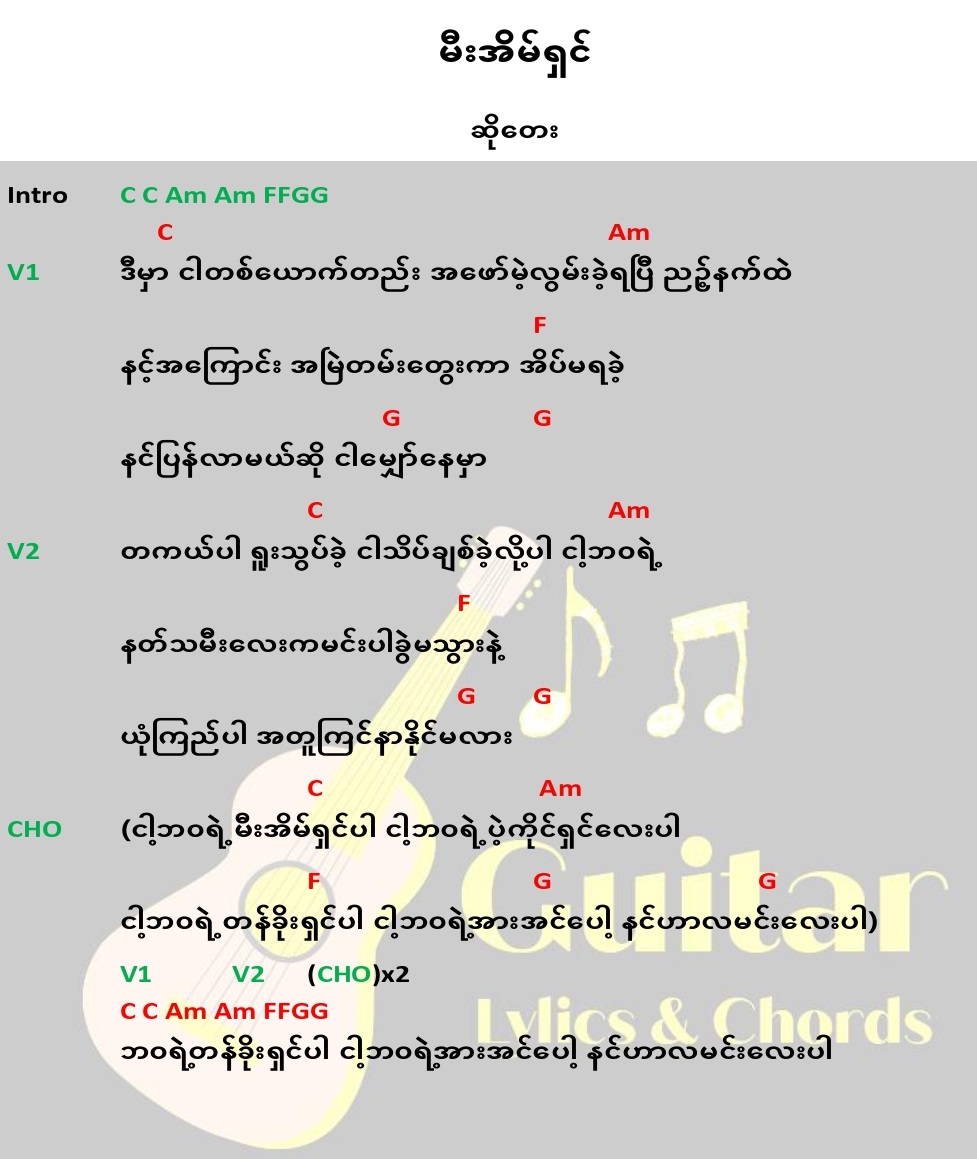 မီးအိမ်ရှင်
ဆိုတေး
Intro C C Am Am FFGG
C Am
V1 ဒီမှာ ငါတစ်ယောက်တည်း အဖော်မဲ့လွမ်းခဲ့ရပြီ ညဉ့်နက်ထဲ
F
နင့်အကြောင်း အမြဲတမ်းတွေးကာ အိပ်မရခဲ့
G G
နင်ပြန်လာမယ်ဆို ငါမျှော်နေမှာ
C Am
V2 တကယ်ပါ ရူးသွပ်ခဲ့ ငါသိပ်ချစ်ခဲ့လို့ပါ ငါ့ဘဝရဲ့
F
နတ်သမီးလေးကမင်းပါခွဲမသွားနဲ့
G G
ယုံကြည်ပါ အတူကြင်နာနိုင်မလား
C Am
CHO (ငါ့ဘဝရဲ့မီးအိမ်ရှင်ပါ ငါ့ဘဝရဲ့ပဲ့ကိုင်ရှင်လေးပါ
F G G
ငါ့ဘဝရဲ့တန်ခိုးရှင်ပါ ငါ့ဘဝရဲ့အားအင်ပေါ့ နင်ဟာလမင်းလေးပါ)
V1 V2 (CHO)x2
C C Am Am FFGG
ဘဝရဲ့တန်ခိုးရှင်ပါ ငါ့ဘဝရဲ့အားအင်ပေါ့ နင်ဟာလမင်းလေးပါ
Guitar
Lylics & Chords